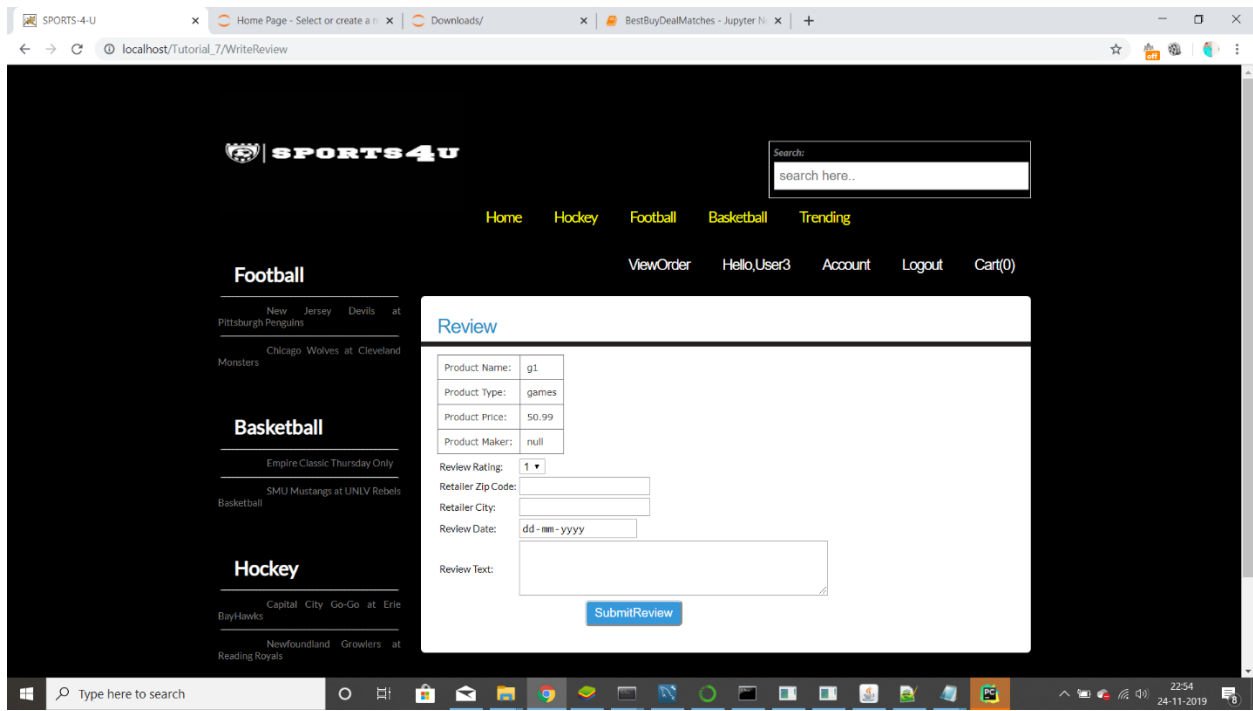 SPORTS-4-U
Home Page - Select or create a n
Downloads/
BestBuyDealMatches - Jupyter No
localhost/Tutorial_7/WriteReview
off
SPORTS4U
Search:
search here..
Home Hockey Football Basketball Trending
ViewOrder Hello,User3 Account Logout Cart(0)
Football
New Jersey Devils at
Pittsburgh Penguins
Chicago Wolves at Cleveland
Monsters
Basketball
Empire Classic Thursday Only
SMU Mustangs at UNLV Rebels
Basketball
Hockey
Capital City Go-Go at Erie
BayHawks
Newfoundland Growlers at
Reading Royals
Review
Product Name: g1
Product Type: games
Product Price: 50.99
Product Maker: null
Review Rating: 1
Retailer Zip Code:
Retailer City:
Review Date: dd-mm-yyyy
Review Text:
SubmitReview
Type here to search
PC
22:54
24-11-2019
8